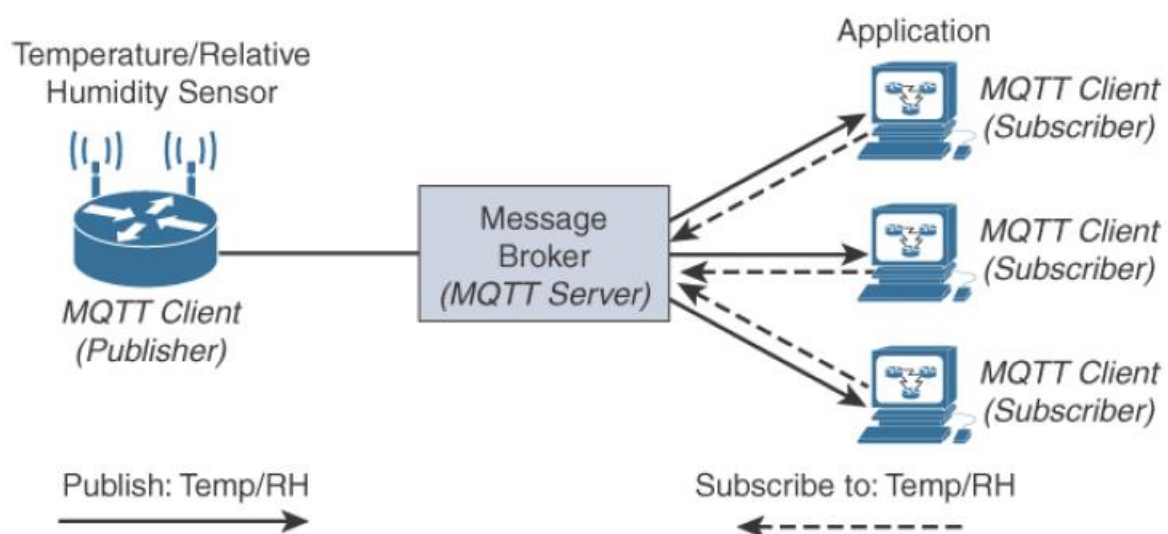 Temperature/Relative
Humidity Sensor
MQTT Client
(Publisher)
Message
Broker
(MQTT Server)
Application
MQTT Client
(Subscriber)
MQTT Client
(Subscriber)
MQTT Client
(Subscriber)
Publish: Temp/RH
Subscribe to: Temp/RH